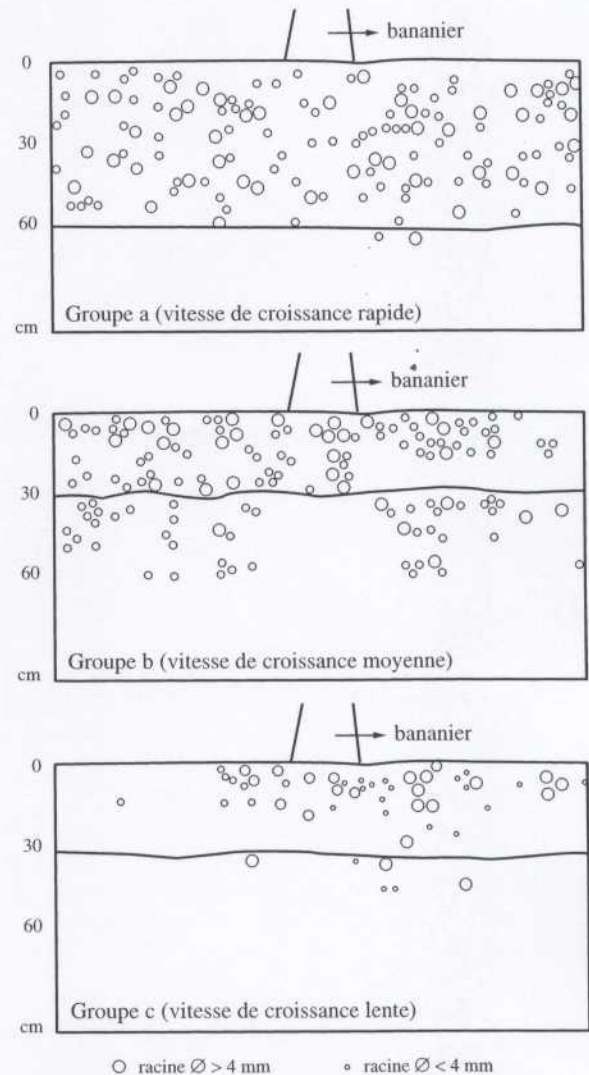 bananier
0
30
60
cm
Groupe a (vitesse de croissance rapide)
bananier
0
30
60
cm
Groupe b (vitesse de croissance moyenne)
bananier
0
30
60
cm
Groupe c (vitesse de croissance lente)
racine Ø > 4 mm racine Ø < 4 mm